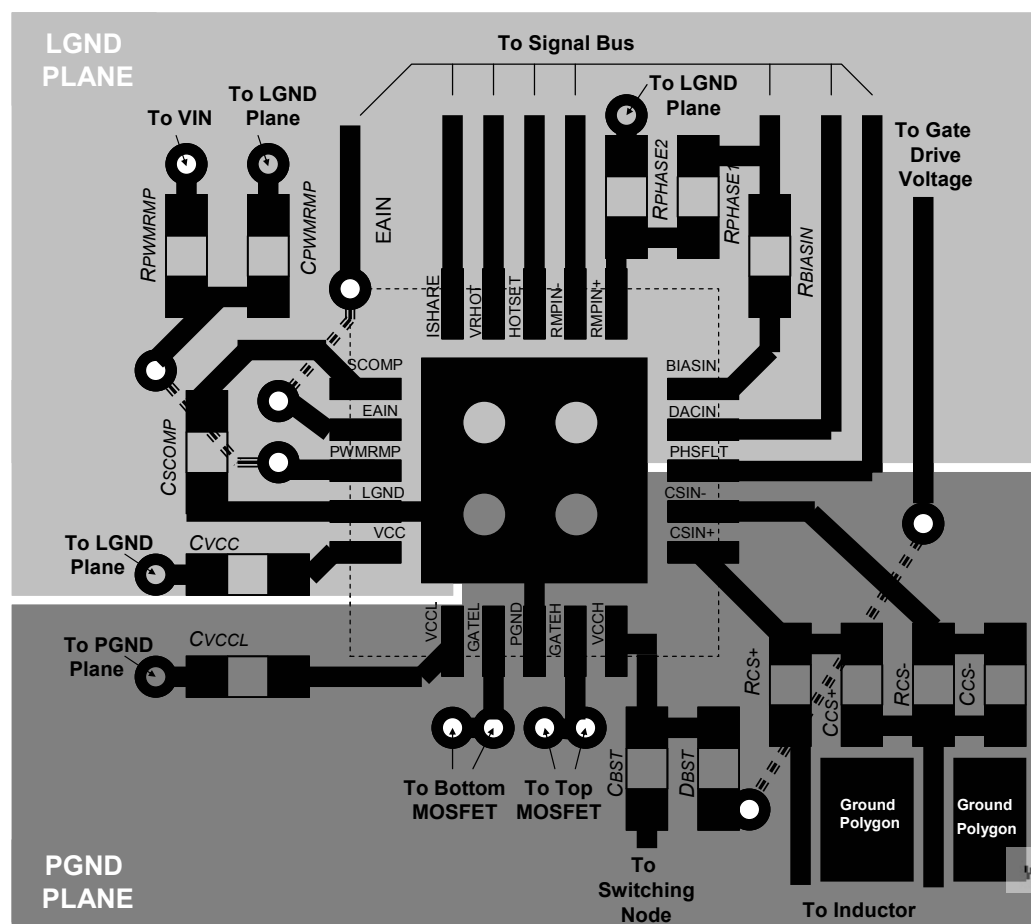 LGND
PLANE
To Signal Bus
To LGND
Plane
To VIN
To LGND
Plane
To Gate
Drive
Voltage
RPWMRMP
CPWMRMP
EAIN
RPHASE2
RPHASE1
RBIASIN
ISHARE
VRHOT
HOTSET
RMPIN-
RMPIN+
SCOMP
EAIN
PWMRMP
LGND
VCC
BIASIN
DACIN
PHSFLT
CSIN-
CSIN+
CSCOMP
To LGND
Plane
CVCC
To PGND
Plane
CVCCL
VCCL
GATEL
PGND
GATEH
VCCH
RCS+
CCS+
RCS-
CCS-
To Bottom
MOSFET
To Top
MOSFET
CBST
DBST
Ground
Polygon
Ground
Polygon
To
Switching
Node
To Inductor
PGND
PLANE